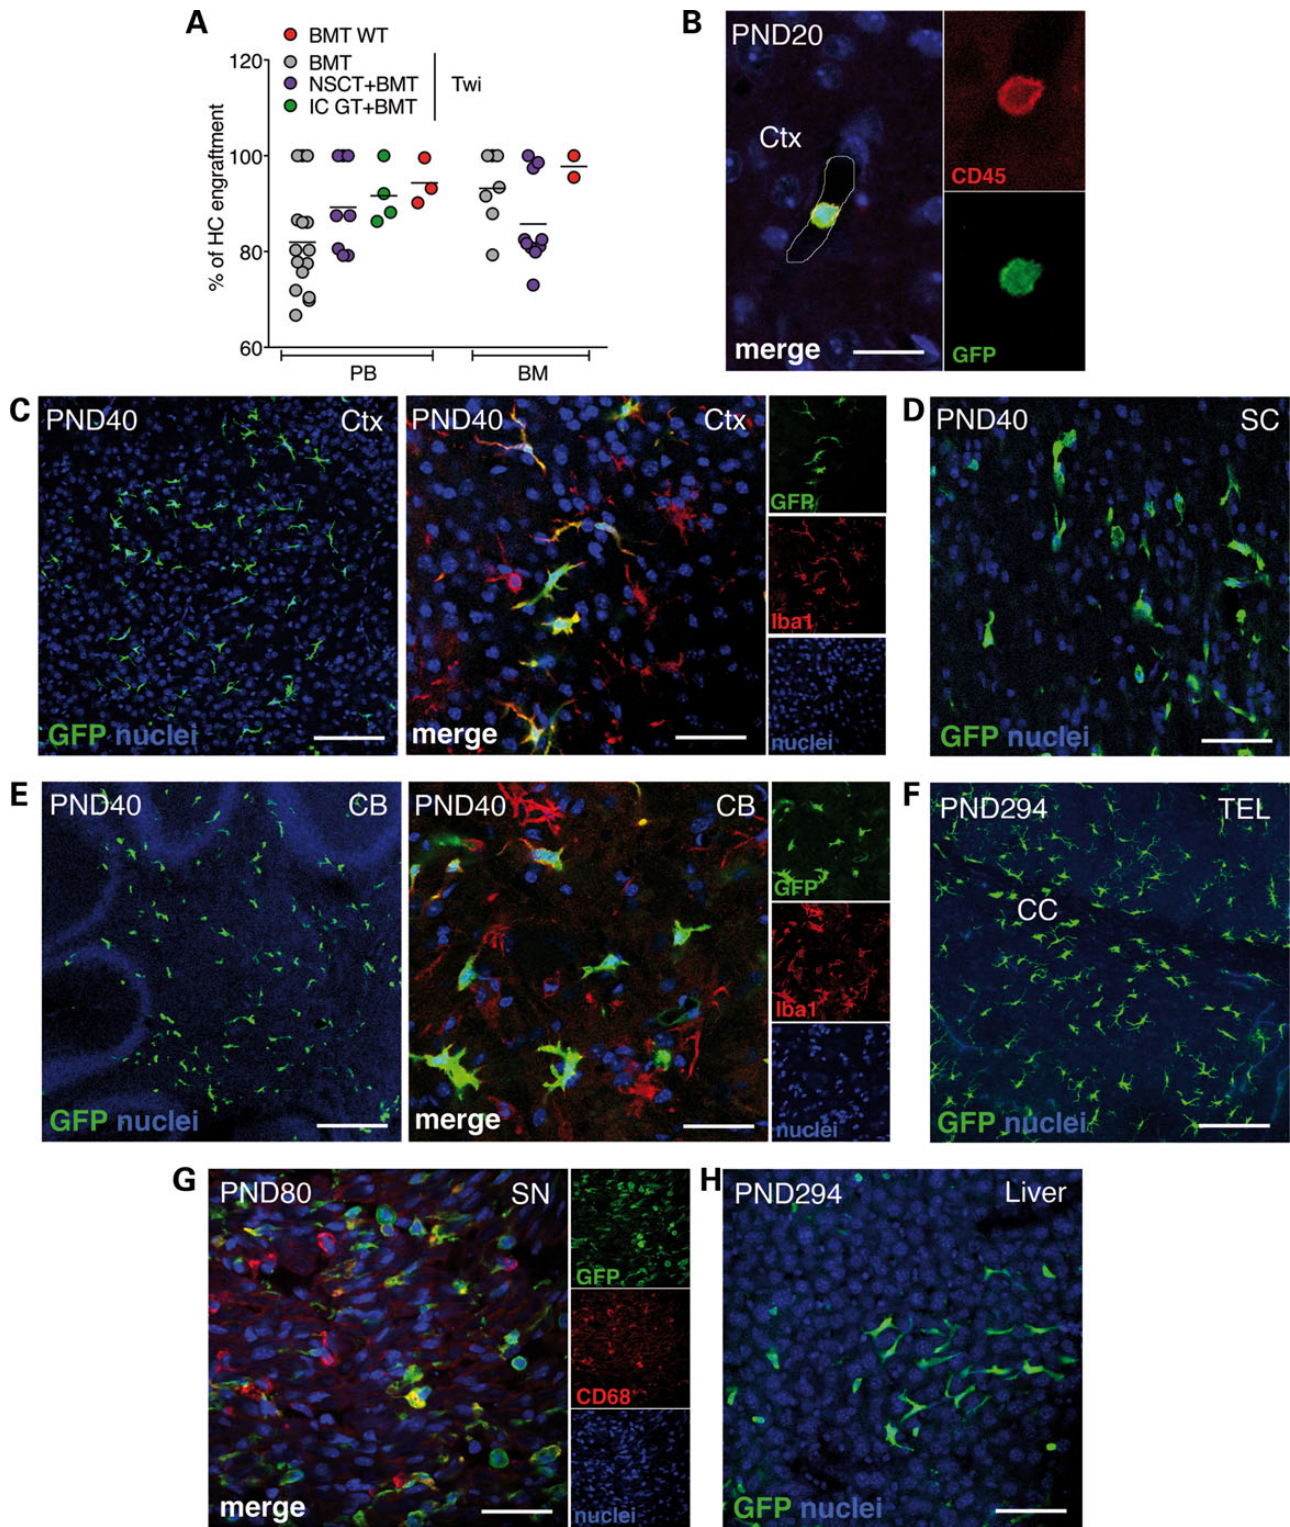 A
BMT WT
BMT
NSCT+BMT
IC GT+BMT
Twi
% of HC engraftment
120
100
80
60
PB
BM
B
PND20
Ctx
merge
CD45
GFP
C
PND40
Ctx
GFP nuclei
PND40
Ctx
merge
GFP
Iba1
nuclei
D
PND40
SC
GFP nuclei
E
PND40
CB
GFP nuclei
PND40
CB
merge
GFP
Iba1
nuclei
F
PND294
TEL
CC
GFP nuclei
G
PND80
SN
merge
GFP
CD68
nuclei
H
PND294
Liver
GFP nuclei